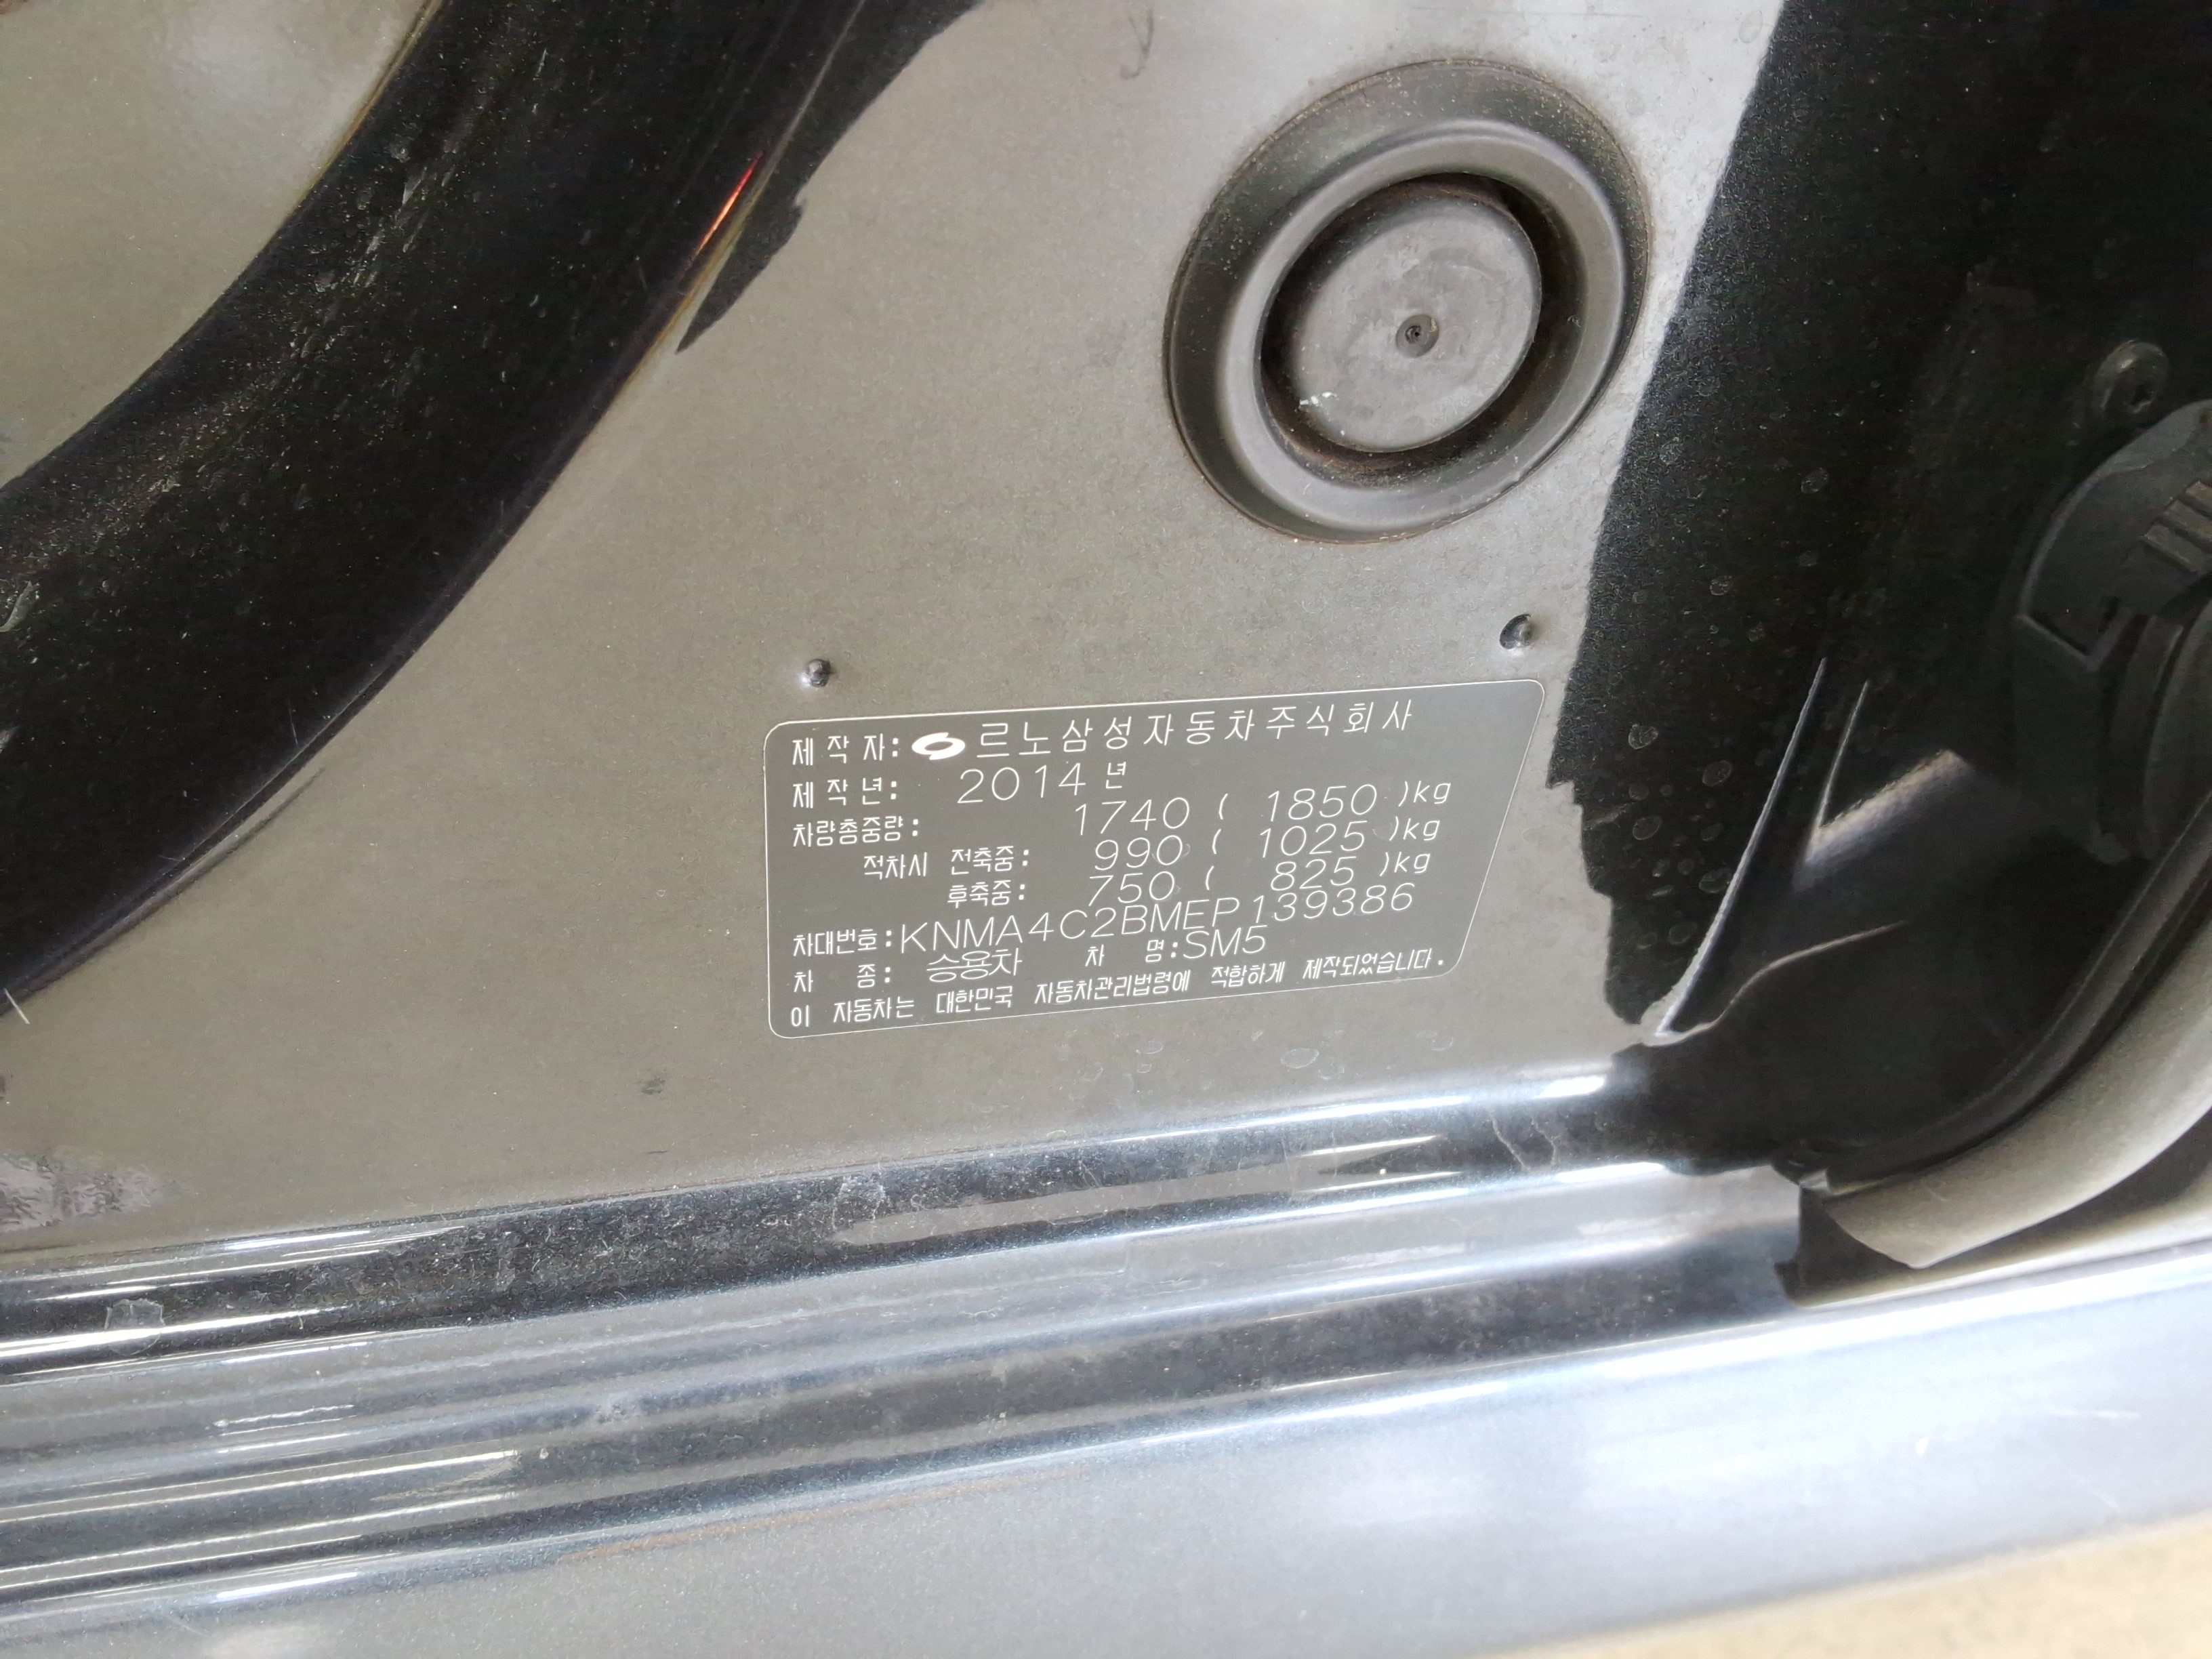 제 작 자: 르노삼성자동차주식회사
제 작 년: 2014 년
차량총중량: 1740 ( 1850 )kg
적차시 전축중: 990 ( 1025 )kg
후축중: 750 ( 825 )kg
차대번호:KNMA4C2BMEP139386
차 종: 승용차 차 명:SM5
이 자동차는 대한민국 자동차관리법령에 적합하게 제작되었습니다.